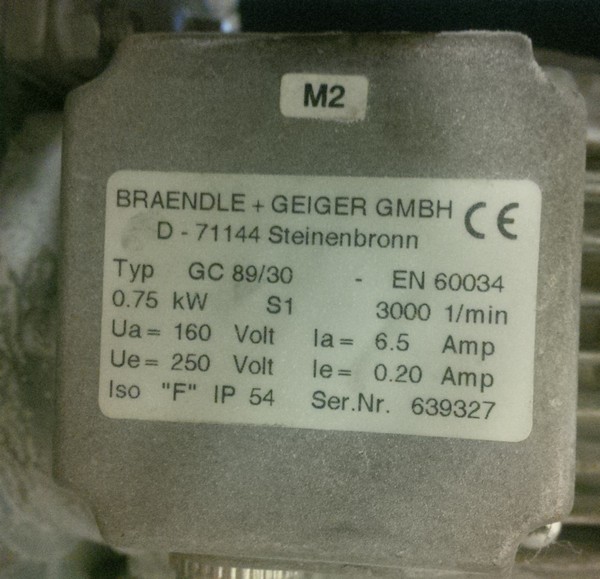 M2
BRAENDLE + GEIGER GMBH CE
D - 71144 Steinenbronn
Typ GC 89/30 - EN 60034
0.75 kW S1 3000 1/min
Ua = 160 Volt Ia = 6.5 Amp
Ue = 250 Volt Ie = 0.20 Amp
Iso "F" IP 54 Ser.Nr. 639327